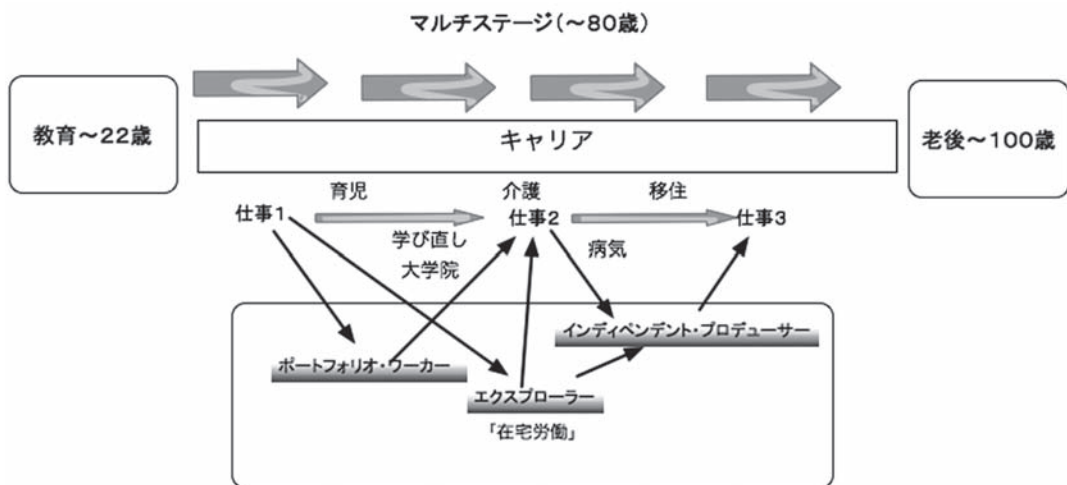 マルチステージ(～80歳)
教育～22歳
キャリア
老後～100歳
育児
介護
移住
仕事1
仕事2
仕事3
学び直し
病気
大学院
インディペンデント・プロデューサー
ポートフォリオ・ワーカー
エクスプローラー
「在宅労働」